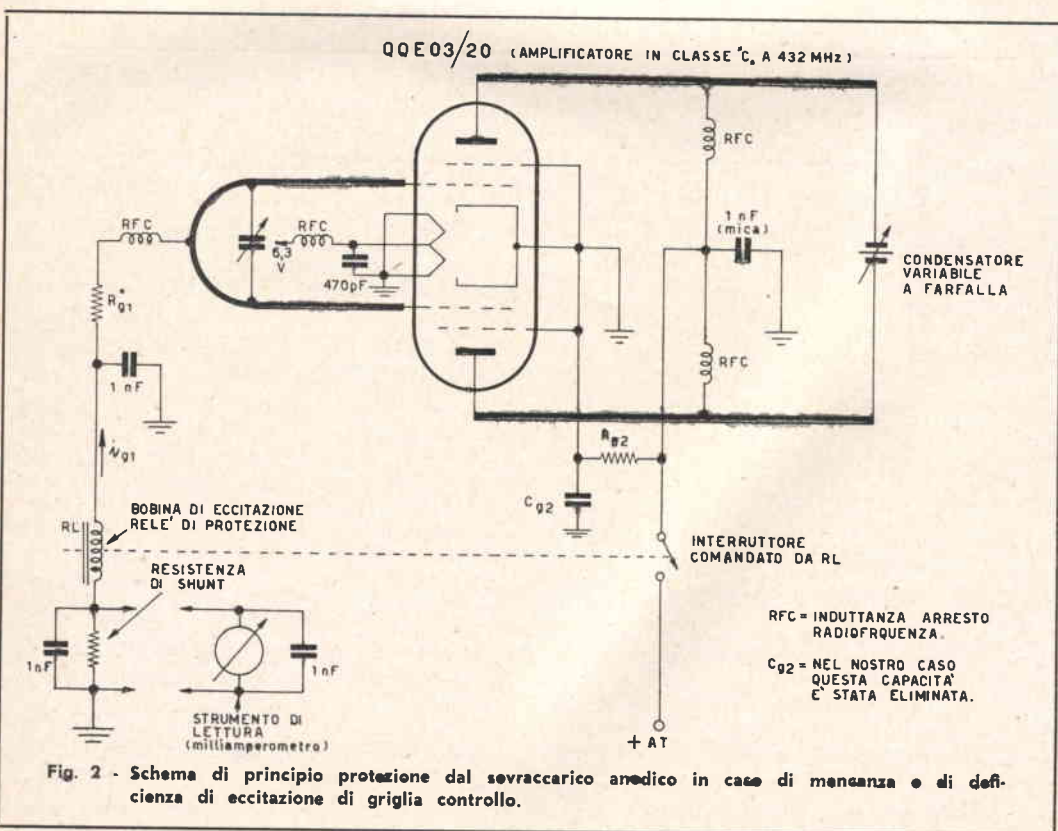 QQE03/20 (AMPLIFICATORE IN CLASSE "C„ A 432 MHz)
RFC
RFC
6,3
V
470pF
Rg1*
1 nF
ig1
RL
BOBINA DI ECCITAZIONE
RELE' DI PROTEZIONE
RESISTENZA
DI SHUNT
1nF
1nF
STRUMENTO DI
LETTURA
(milliamperometro)
RFC
1 nF
(mica)
RFC
CONDENSATORE
VARIABILE
A FARFALLA
Rg2
Cg2
INTERRUTTORE
COMANDATO DA RL
RFC = INDUTTANZA ARRESTO
RADIOFRQUENZA.
Cg2 = NEL NOSTRO CASO
QUESTA CAPACITA'
E' STATA ELIMINATA.
+ AT
Fig. 2 - Schema di principio protezione dal sovraccarico anodico in caso di mancanza o di defi-
cienza di eccitazione di griglia controllo.